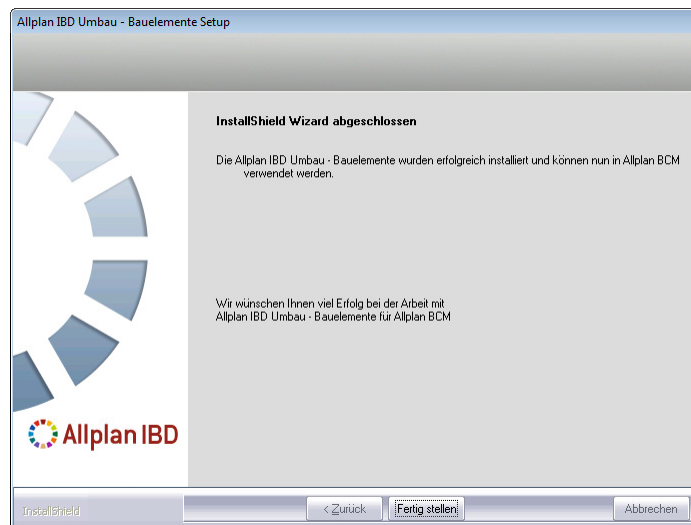 Allplan IBD Umbau - Bauelemente Setup
InstallShield Wizard abgeschlossen
Die Allplan IBD Umbau - Bauelemente wurden erfolgreich installiert und können nun in Allplan BCM
verwendet werden.
Wir wünschen Ihnen viel Erfolg bei der Arbeit mit
Allplan IBD Umbau - Bauelemente für Allplan BCM
Allplan IBD
InstallShield
< Zurück
Fertig stellen
Abbrechen